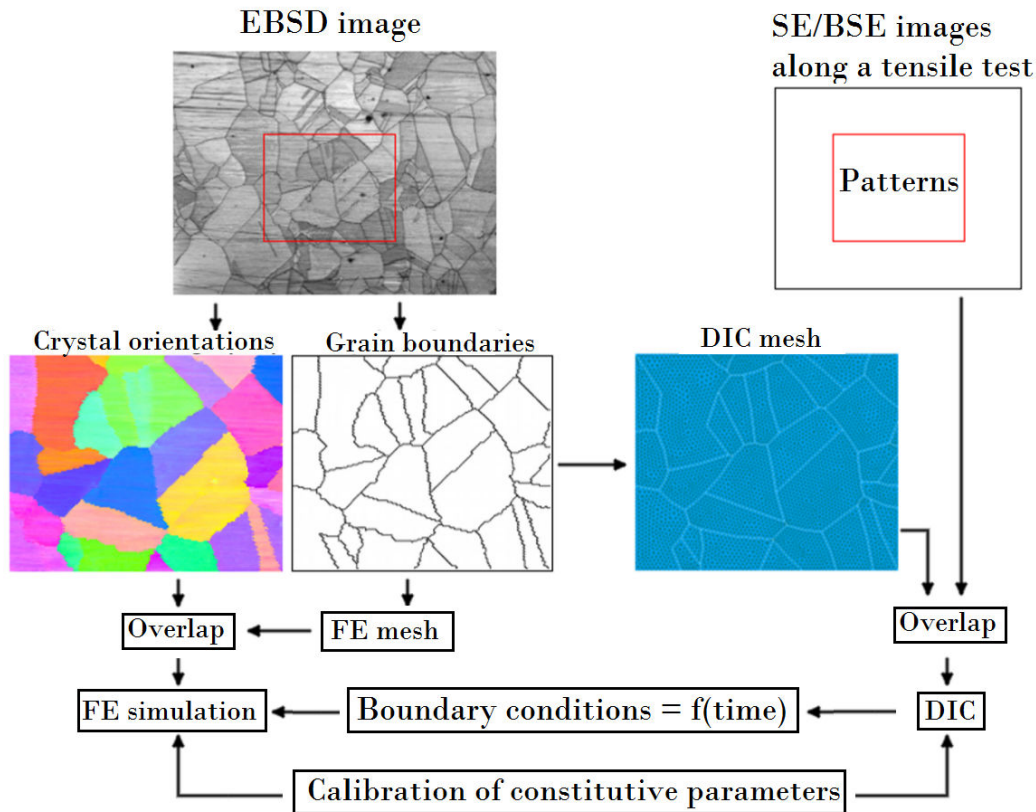 EBSD image
SE/BSE images
along a tensile test
Patterns
Crystal orientations
Grain boundaries
DIC mesh
Overlap
FE mesh
Overlap
FE simulation
Boundary conditions = f(time)
DIC
Calibration of constitutive parameters